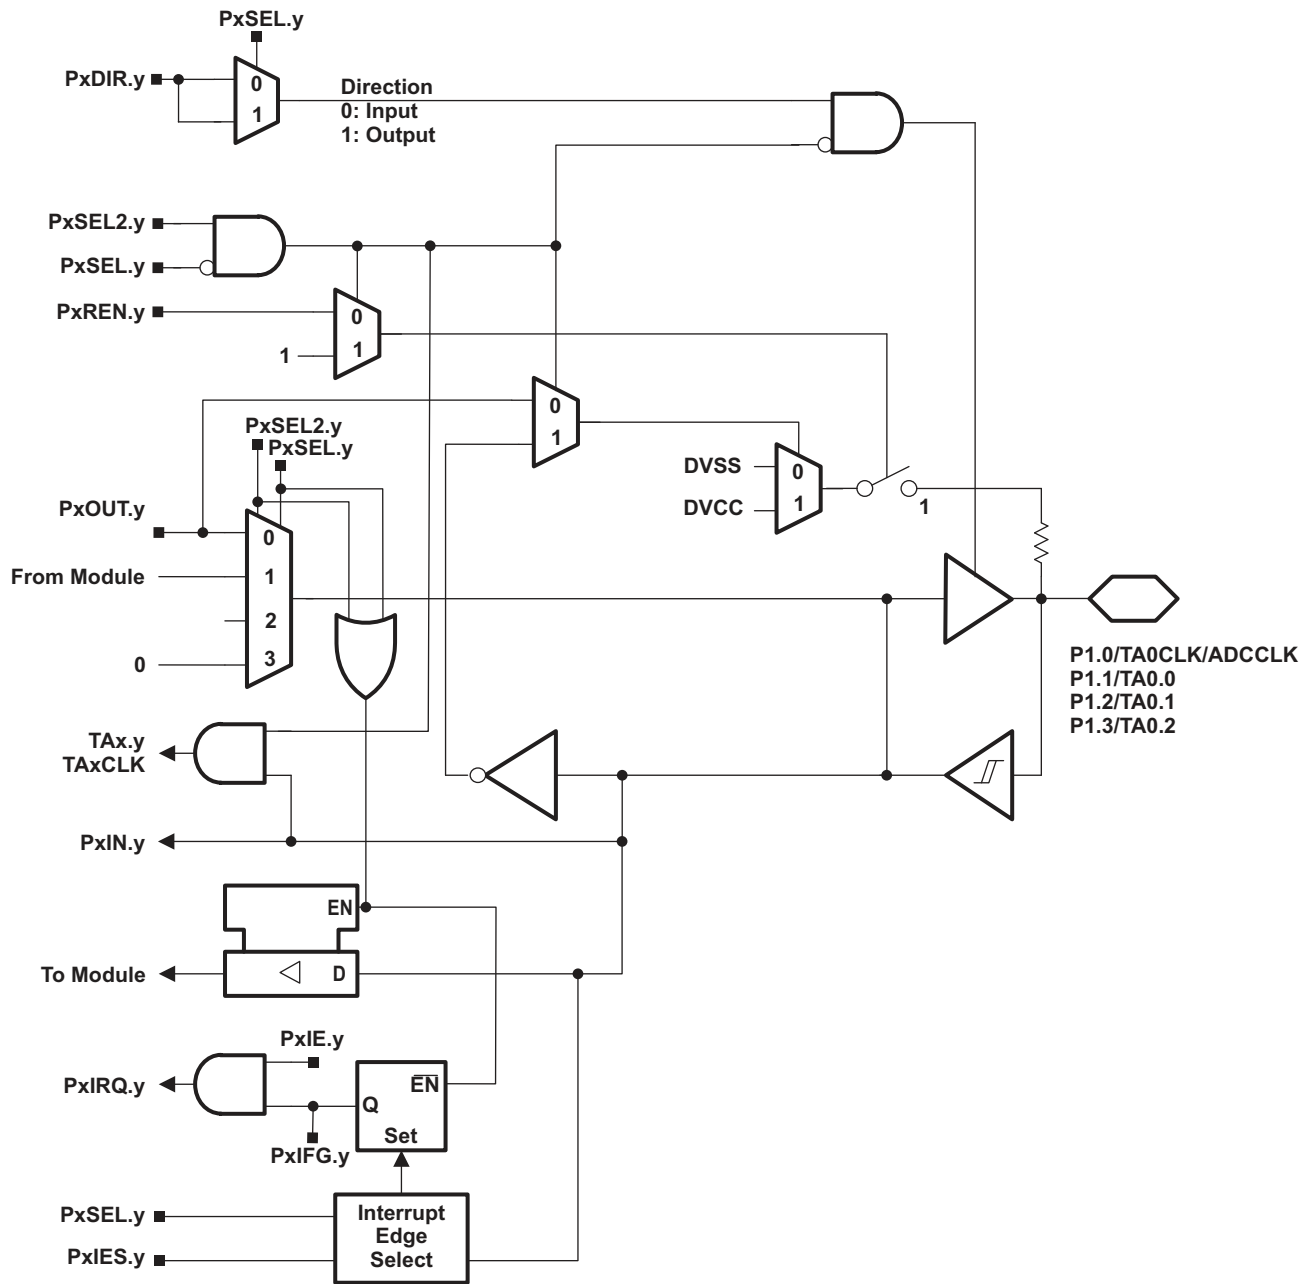 PxSEL.y
PxDIR.y
0
1
Direction
0: Input
1: Output
PxSEL2.y
PxSEL.y
PxREN.y
0
1
1
0
1
PxSEL2.y
PxSEL.y
DVSS
DVCC
0
1
1
PxOUT.y
From Module
0
0
1
2
3
P1.0/TA0CLK/ADCCLK
P1.1/TA0.0
P1.2/TA0.1
P1.3/TA0.2
TAx.y
TAxCLK
PxIN.y
EN
D
To Module
PxIE.y
PxIRQ.y
EN
Q
Set
PxIFG.y
PxSEL.y
PxIES.y
Interrupt
Edge
Select